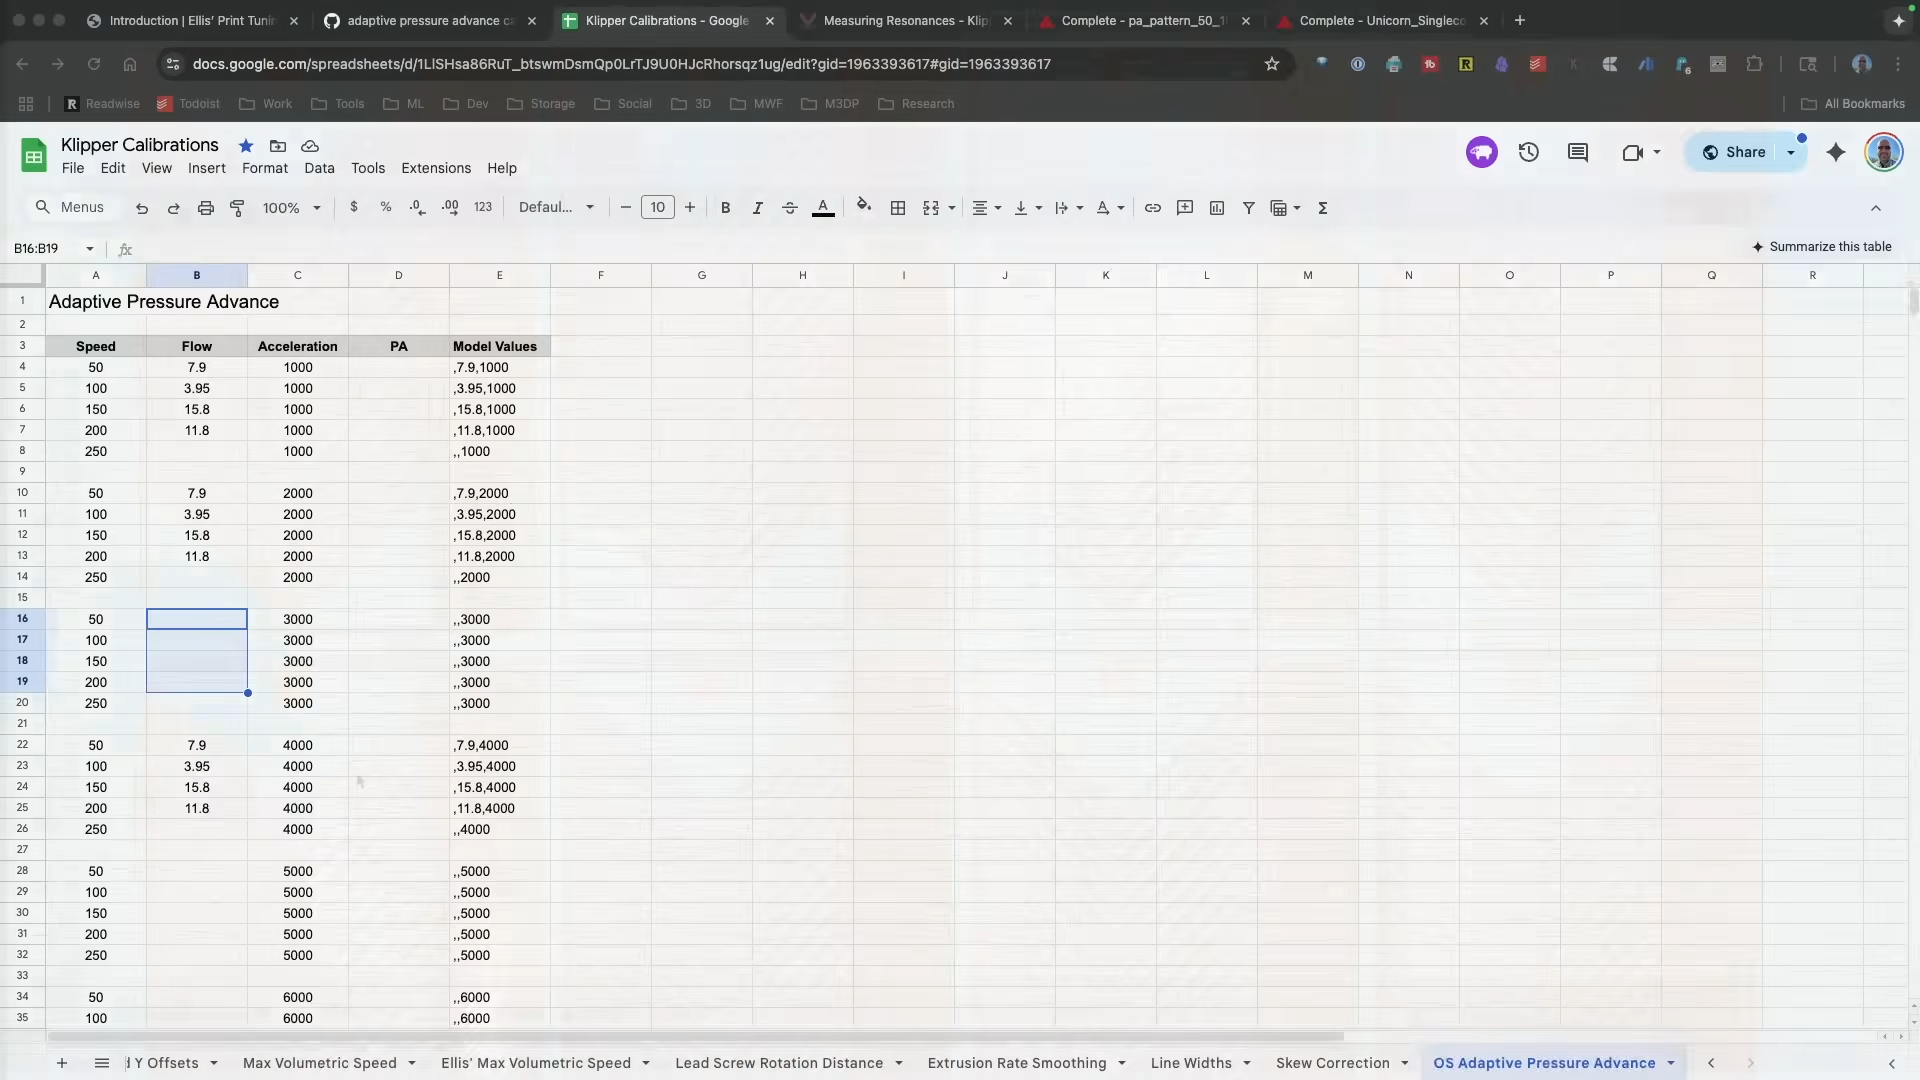 Introduction | Ellis' Print Tuni
adaptive pressure advance ca
Klipper Calibrations - Google
Measuring Resonances - Klip
Complete - pa_pattern_50_1
Complete - Unicorn_Singleco
docs.google.com/spreadsheets/d/1LlSHsa86RuT_btswmDsmQp0LrTJ9U0HJcRhorsqz1ug/edit?gid=1963393617#gid=1963393617
Readwise Todoist Work Tools ML Dev Storage Social 3D MWF M3DP Research All Bookmarks
Klipper Calibrations
File Edit View Insert Format Data Tools Extensions Help
Share
Menus 100% $ % .0 .00 123 Defaul... 10 B I A
B16:B19 fx Summarize this table
A B C D E F G H I J K L M N O P Q R
1 Adaptive Pressure Advance
2
3 Speed Flow Acceleration PA Model Values
4 50 7.9 1000 ,7.9,1000
5 100 3.95 1000 ,3.95,1000
6 150 15.8 1000 ,15.8,1000
7 200 11.8 1000 ,11.8,1000
8 250 1000 ,,1000
9
10 50 7.9 2000 ,7.9,2000
11 100 3.95 2000 ,3.95,2000
12 150 15.8 2000 ,15.8,2000
13 200 11.8 2000 ,11.8,2000
14 250 2000 ,,2000
15
16 50 3000 ,,3000
17 100 3000 ,,3000
18 150 3000 ,,3000
19 200 3000 ,,3000
20 250 3000 ,,3000
21
22 50 7.9 4000 ,7.9,4000
23 100 3.95 4000 ,3.95,4000
24 150 15.8 4000 ,15.8,4000
25 200 11.8 4000 ,11.8,4000
26 250 4000 ,,4000
27
28 50 5000 ,,5000
29 100 5000 ,,5000
30 150 5000 ,,5000
31 200 5000 ,,5000
32 250 5000 ,,5000
33
34 50 6000 ,,6000
35 100 6000 ,,6000
Y Offsets Max Volumetric Speed Ellis' Max Volumetric Speed Lead Screw Rotation Distance Extrusion Rate Smoothing Line Widths Skew Correction OS Adaptive Pressure Advance